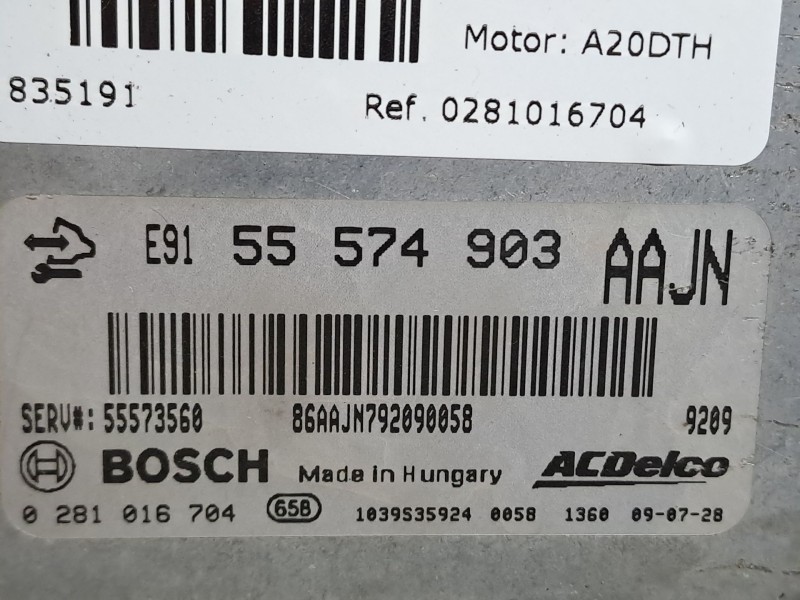 Motor: A20DTH
835191
Ref. 0281016704
E91 55 574 903 AAJN
SERV#: 55573560 86AAJN792090058 9209
BOSCH Made in Hungary ACDelco
0 281 016 704 65B 1039S35924 0058 1360 09-07-28